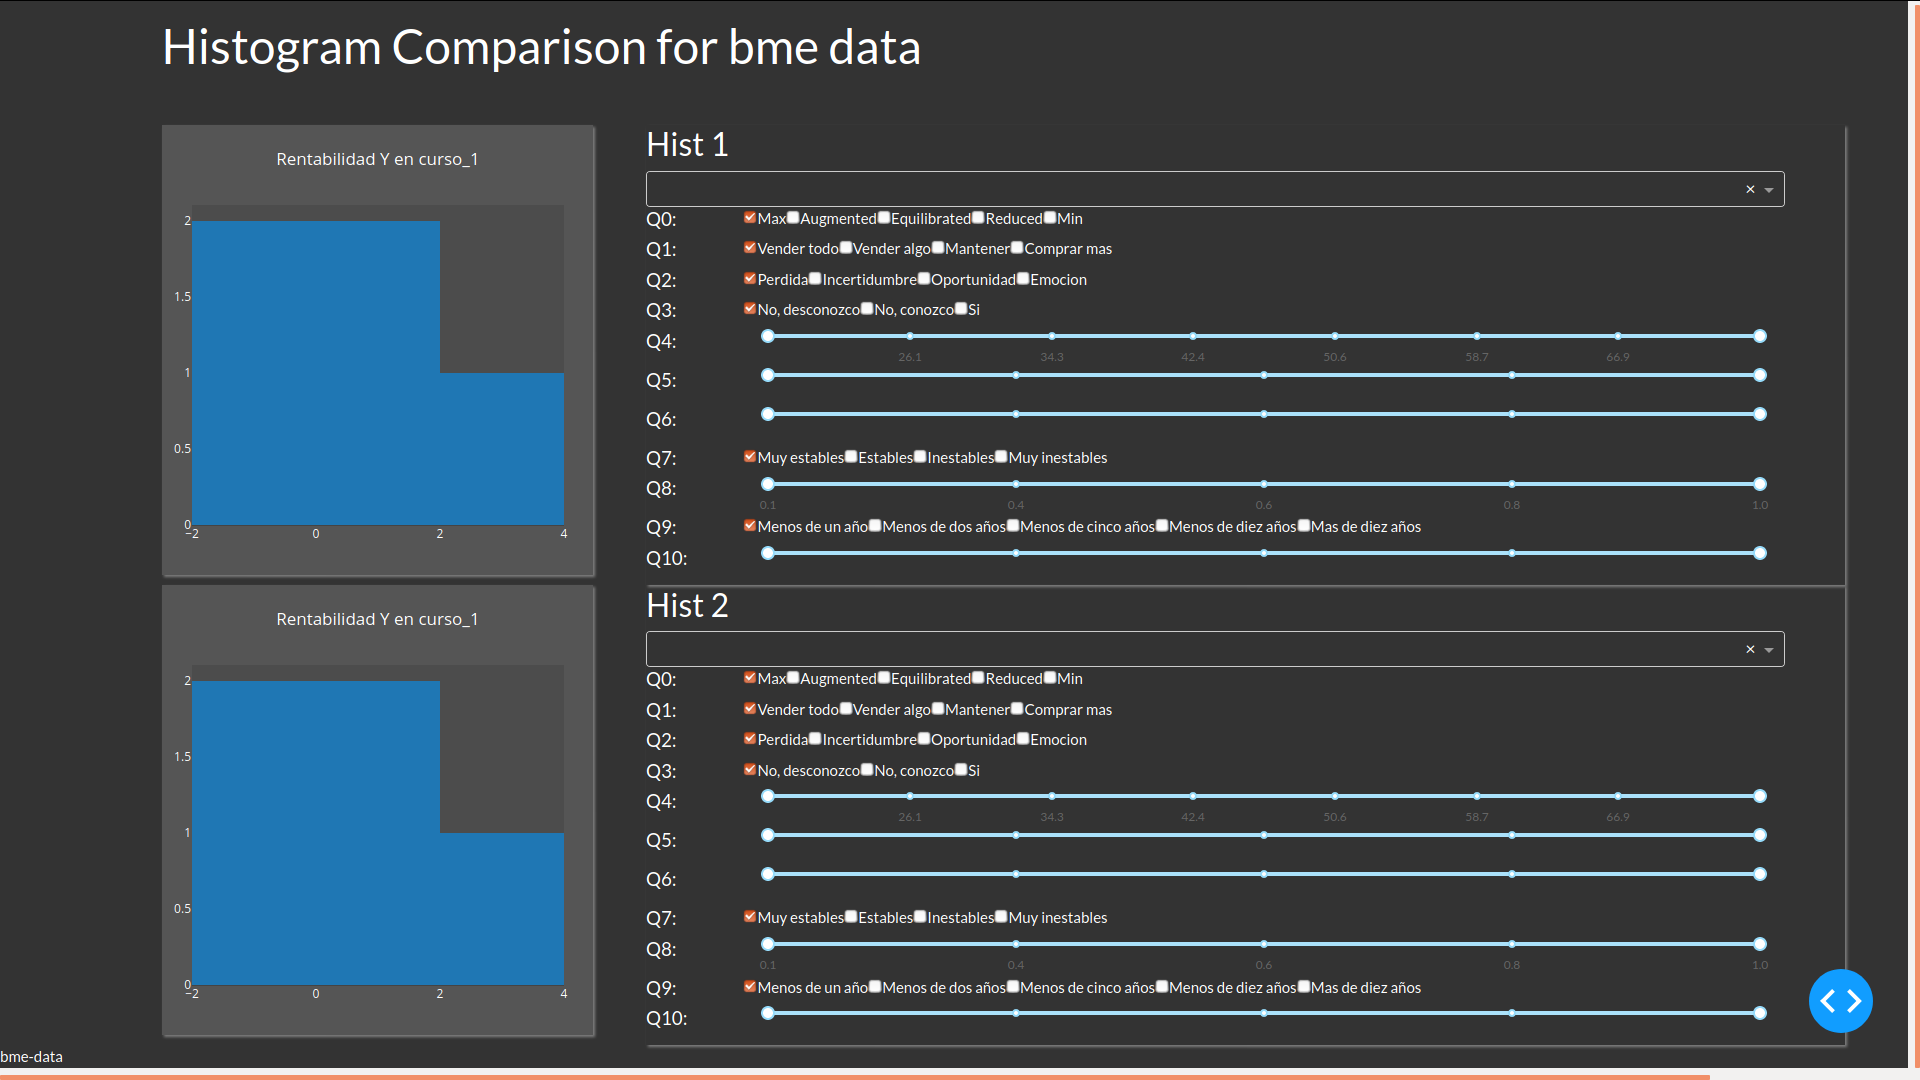 Histogram Comparison for bme data
Rentabilidad Y en curso_1
2
1.5
1
0.5
0
−2 0 2 4
Hist 1
×
Q0: Max Augmented Equilibrated Reduced Min
Q1: Vender todo Vender algo Mantener Comprar mas
Q2: Perdida Incertidumbre Oportunidad Emocion
Q3: No, desconozco No, conozco Si
Q4:
26.1 34.3 42.4 50.6 58.7 66.9
Q5:
Q6:
Q7: Muy estables Estables Inestables Muy inestables
Q8:
0.1 0.4 0.6 0.8 1.0
Q9: Menos de un año Menos de dos años Menos de cinco años Menos de diez años Mas de diez años
Q10:
Rentabilidad Y en curso_1
2
1.5
1
0.5
0
−2 0 2 4
Hist 2
×
Q0: Max Augmented Equilibrated Reduced Min
Q1: Vender todo Vender algo Mantener Comprar mas
Q2: Perdida Incertidumbre Oportunidad Emocion
Q3: No, desconozco No, conozco Si
Q4:
26.1 34.3 42.4 50.6 58.7 66.9
Q5:
Q6:
Q7: Muy estables Estables Inestables Muy inestables
Q8:
0.1 0.4 0.6 0.8 1.0
Q9: Menos de un año Menos de dos años Menos de cinco años Menos de diez años Mas de diez años
Q10:
bme-data